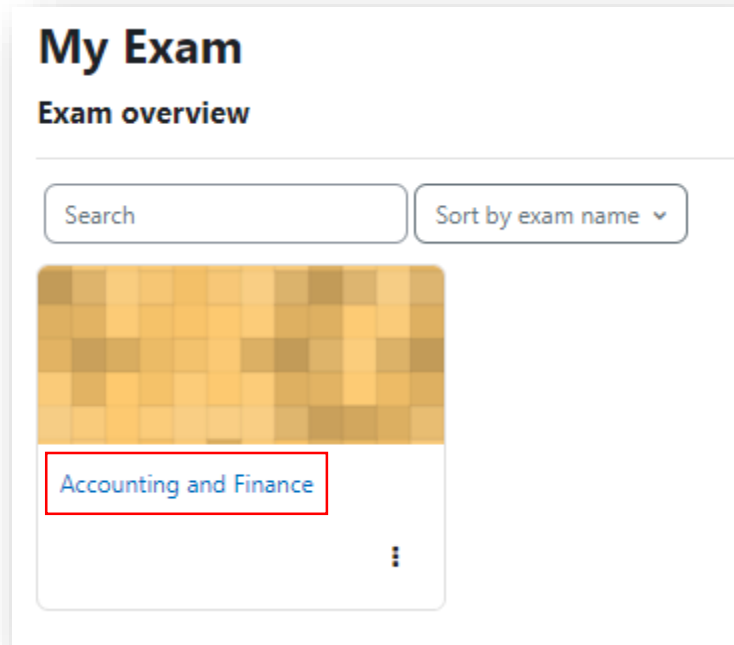 My Exam
Exam overview
Search
Sort by exam name
Accounting and Finance